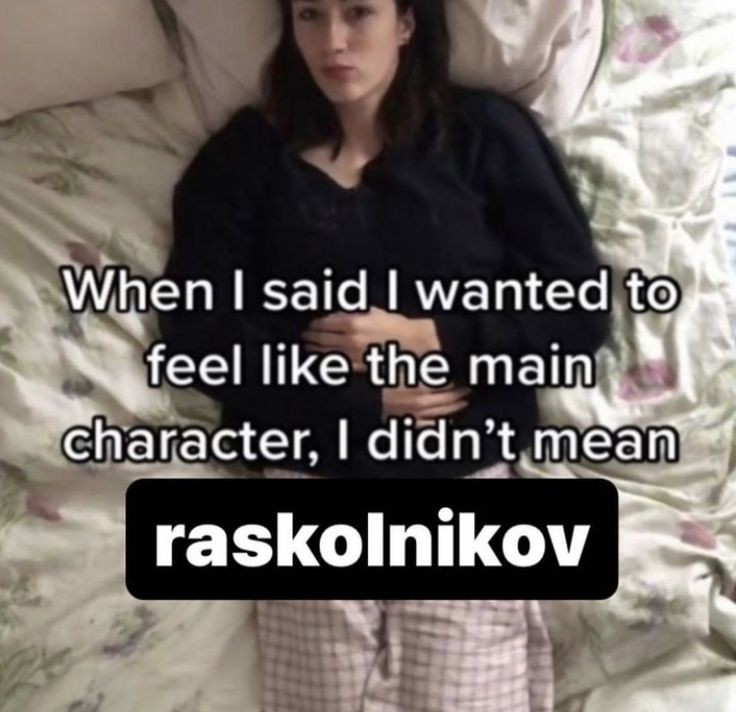 When I said I wanted to
feel like the main
character, I didn't mean
raskolnikov